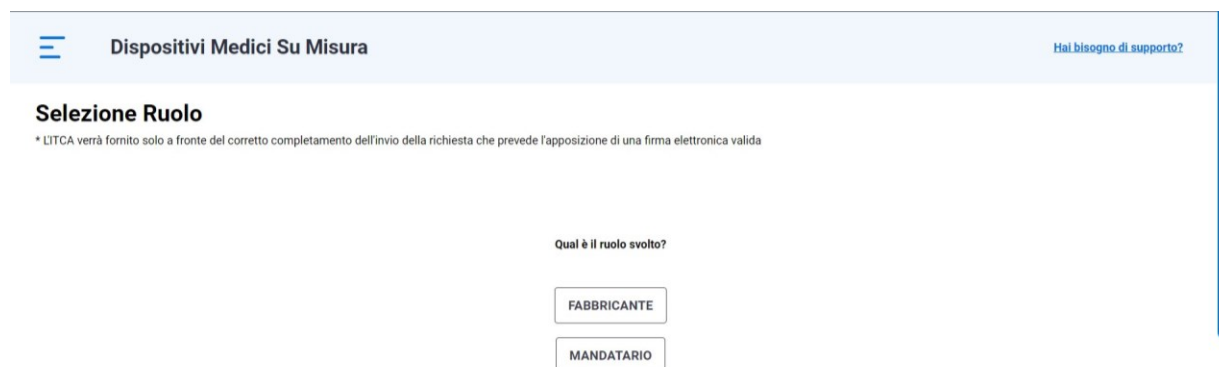 Dispositivi Medici Su Misura
Hai bisogno di supporto?
Selezione Ruolo
* L'ITCA verrà fornito solo a fronte del corretto completamento dell'invio della richiesta che prevede l'apposizione di una firma elettronica valida
Qual è il ruolo svolto?
FABBRICANTE
MANDATARIO